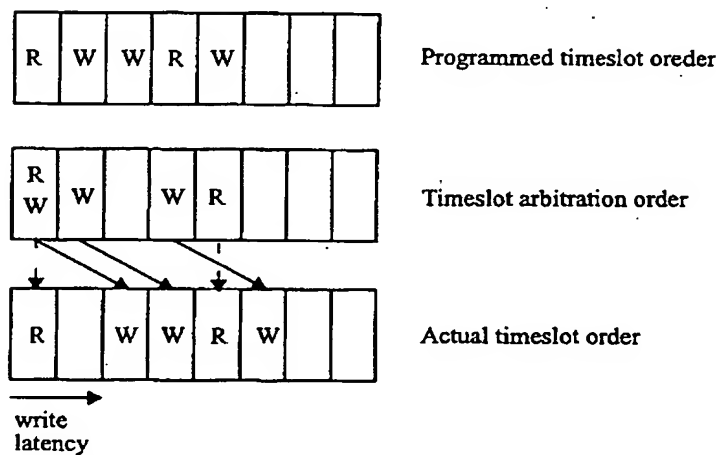 R W W R W Programmed timeslot oreder
R
W W W R Timeslot arbitration order
R W W R W Actual timeslot order
write
latency